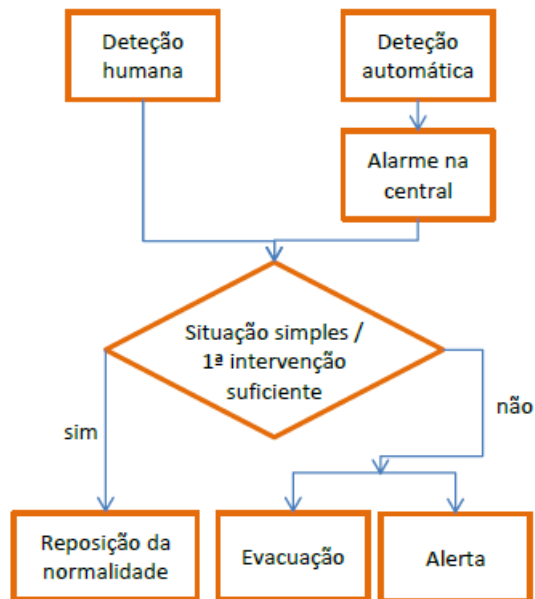 Deteção
humana
Deteção
automática
Alarme na
central
Situação simples /
1ª intervenção
suficiente
sim
não
Reposição da
normalidade
Evacuação
Alerta